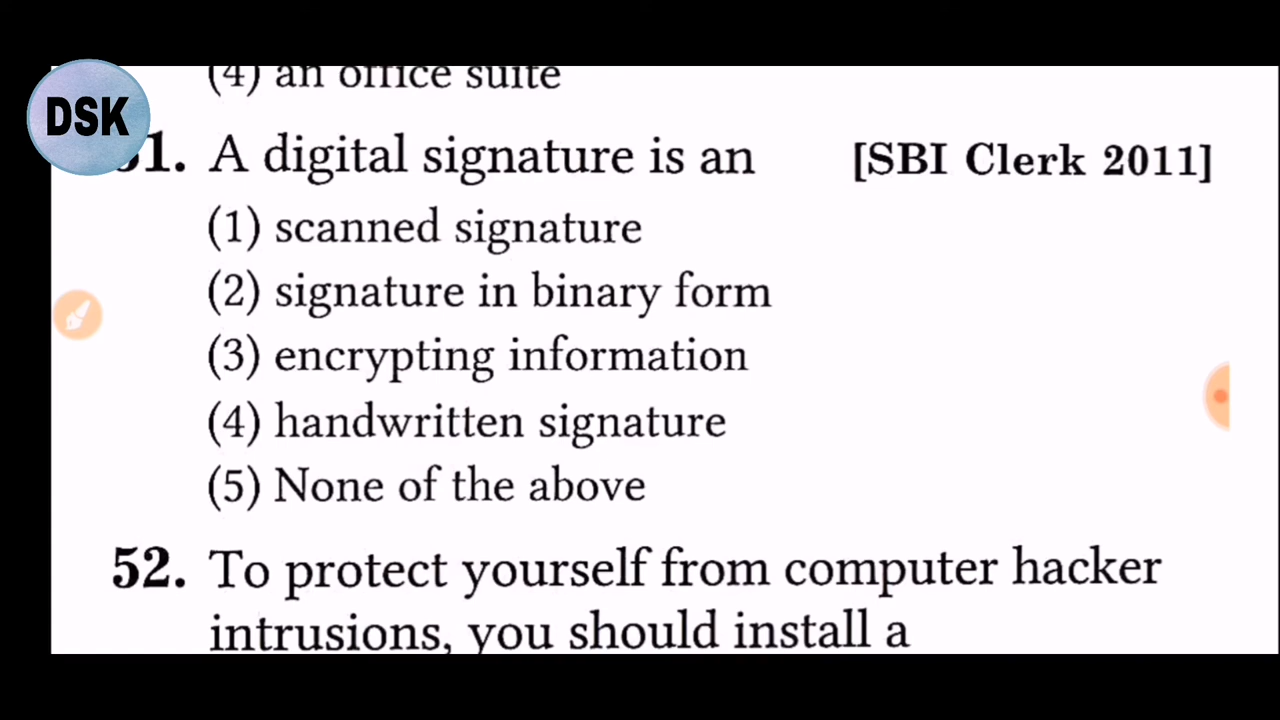 (4) an office suite
DSK
51. A digital signature is an [SBI Clerk 2011]
(1) scanned signature
(2) signature in binary form
(3) encrypting information
(4) handwritten signature
(5) None of the above
52. To protect yourself from computer hacker
intrusions, you should install a